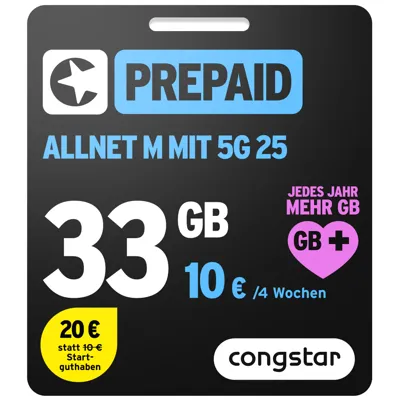 PREPAID
ALLNET M MIT 5G 25
JEDES JAHR
MEHR GB
GB +
33 GB
10 € /4 Wochen
20 €
statt 10 €
Start-
guthaben
congstar